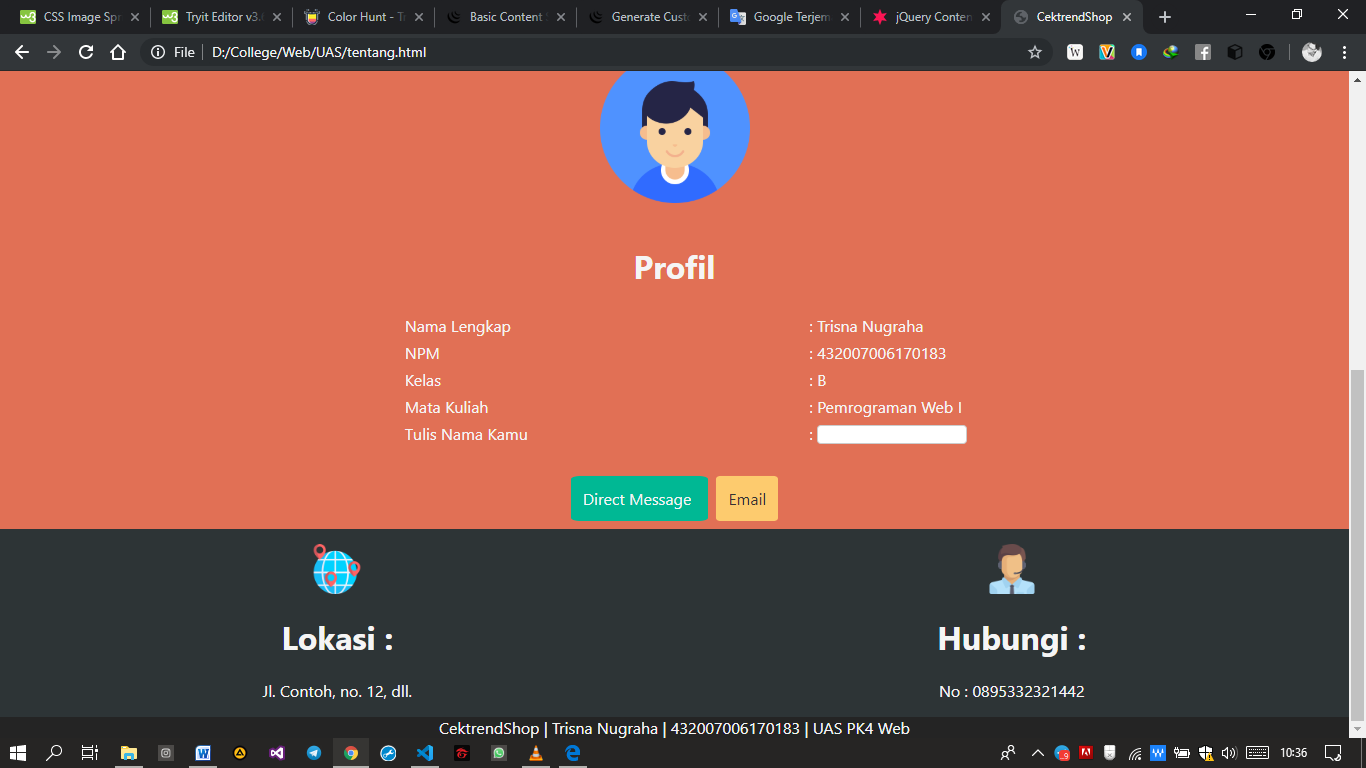 CSS Image Spr
Tryit Editor v3.
Color Hunt - Tr
Basic Content S
Generate Custo
Google Terjem
jQuery Conten
CektrendShop
File
D:/College/Web/UAS/tentang.html
Profil
Nama Lengkap : Trisna Nugraha
NPM : 432007006170183
Kelas : B
Mata Kuliah : Pemrograman Web I
Tulis Nama Kamu :
Direct Message Email
Lokasi :
Jl. Contoh, no. 12, dll.
Hubungi :
No : 0895332321442
CektrendShop | Trisna Nugraha | 432007006170183 | UAS PK4 Web
10:36